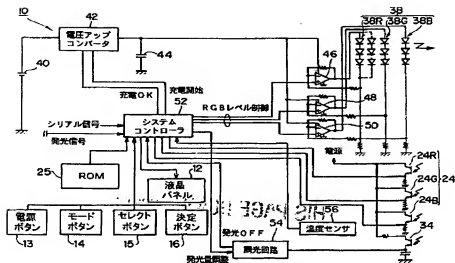 10
42
電圧アップ
コンバータ
40
44
充電OK
充電開始
52
シリアル信号
発光信号
システム
コントローラ
RGBレベル制御
46
48
50
38
38R
38G
38B
電源
24R
24G
24
24B
34
25
ROM
12
液晶
パネル
56
温度センサ
54
調光回路
発光OFF
発光量調整
電源
ボタン
13
モード
ボタン
14
セレクト
ボタン
15
決定
ボタン
16